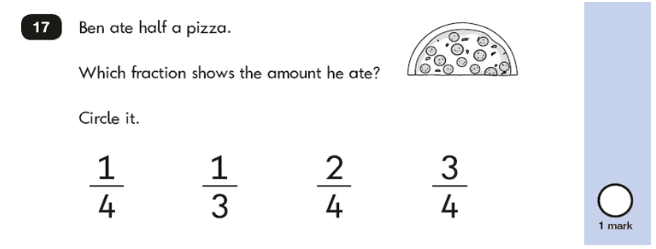 17 Ben ate half a pizza.
Which fraction shows the amount he ate?
Circle it.
1/4 1/3 2/4 3/4
1 mark